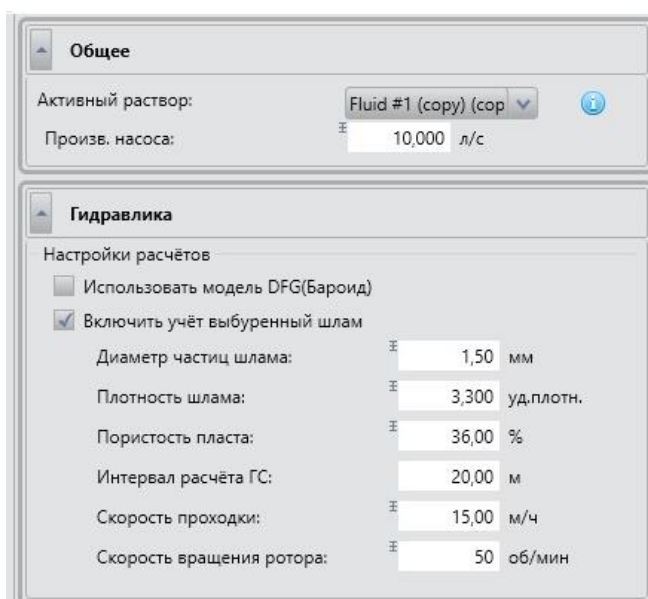 Общее
Активный раствор: Fluid #1 (copy) (cop
Произв. насоса: 10,000 л/с
Гидравлика
Настройки расчётов
Использовать модель DFG(Бароид)
Включить учёт выбуренный шлам
Диаметр частиц шлама: 1,50 мм
Плотность шлама: 3,300 уд.плотн.
Пористость пласта: 36,00 %
Интервал расчёта ГС: 20,00 м
Скорость проходки: 15,00 м/ч
Скорость вращения ротора: 50 об/мин